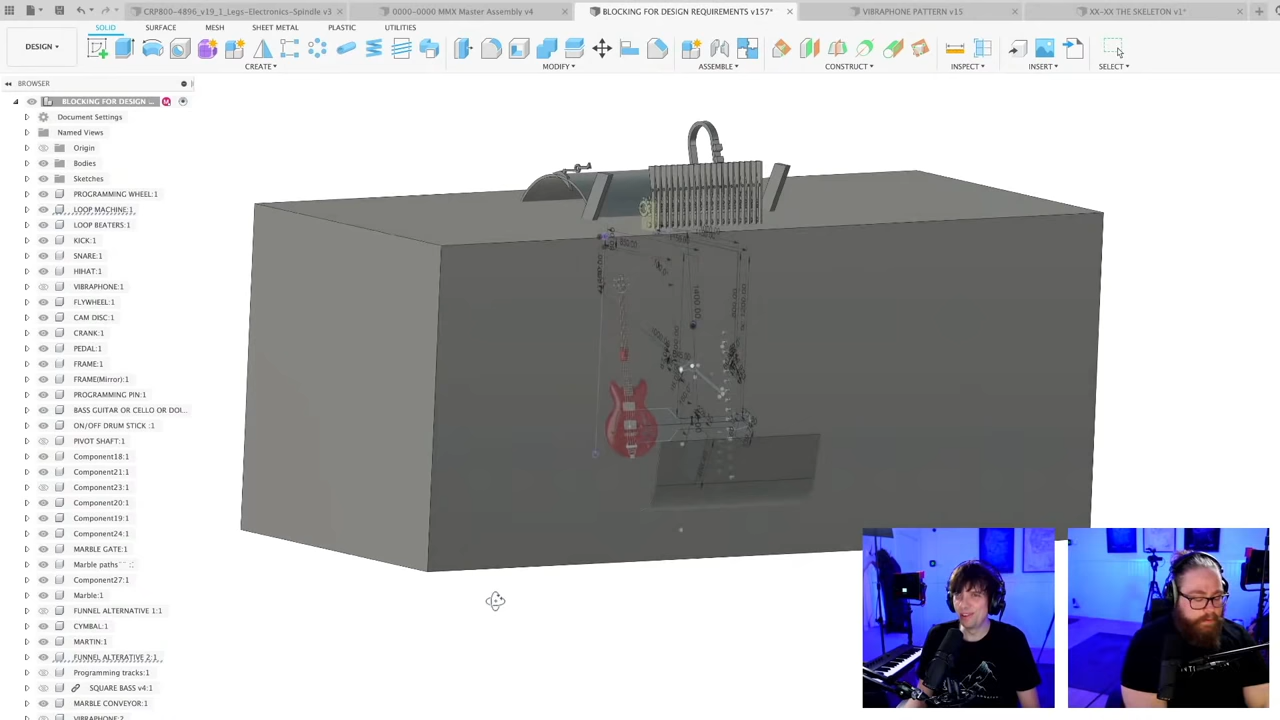 CRP800-4896_v19_1_Legs-Electronics-Spindle.v3
0000-0000 MMX Master Assembly v4
BLOCKING FOR DESIGN REQUIREMENTS v157*
VIBRAPHONE PATTERN v15
XX-XX THE SKELETON v1*
SOLID
SURFACE
MESH
SHEET METAL
PLASTIC
UTILITIES
DESIGN
CREATE
MODIFY
ASSEMBLE
CONSTRUCT
INSPECT
INSERT
SELECT
BROWSER
BLOCKING FOR DESIGN ...
Document Settings
Named Views
Origin
Bodies
Sketches
PROGRAMMING WHEEL:1
LOOP MACHINE:1
LOOP BEATERS:1
KICK:1
SNARE:1
HIHAT:1
VIBRAPHONE:1
FLYWHEEL:1
CAM DISC:1
CRANK:1
PEDAL:1
FRAME:1
FRAME(Mirror):1
PROGRAMMING PIN:1
BASS GUITAR OR CELLO OR DOI...
ON/OFF DRUM STICK :1
PIVOT SHAFT:1
Component18:1
Component21:1
Component23:1
Component20:1
Component19:1
Component24:1
MARBLE GATE:1
Marble paths
Component27:1
Marble:1
FUNNEL ALTERNATIVE 1:1
CYMBAL:1
MARTIN:1
FUNNEL ALTERATIVE 2:1
Programming tracks:1
SQUARE BASS v4:1
MARBLE CONVEYOR:1
VIBRAPHONE:2